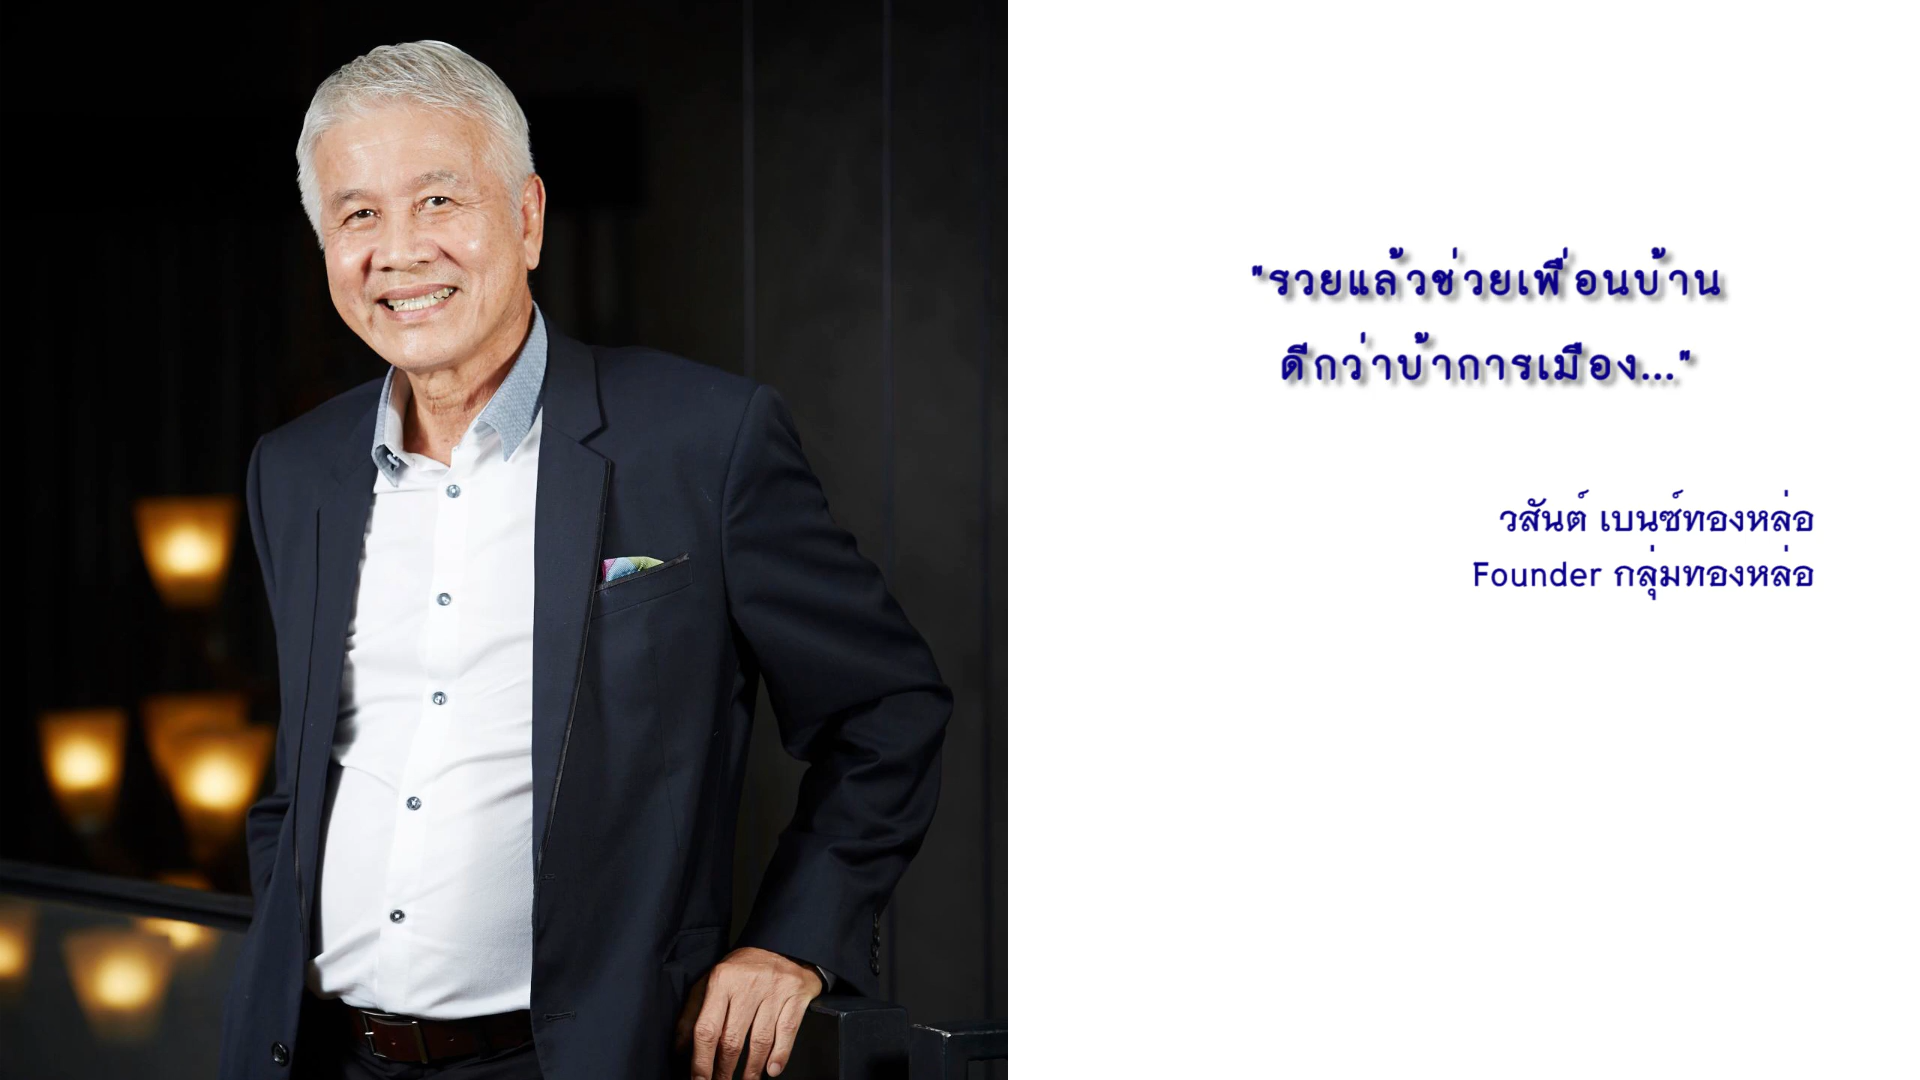 "รวยแล้วช่วยเพื่อนบ้าน
ดีกว่าบ้าการเมือง..."
วสันต์ เบนซ์ทองหล่อ
Founder กลุ่มทองหล่อ